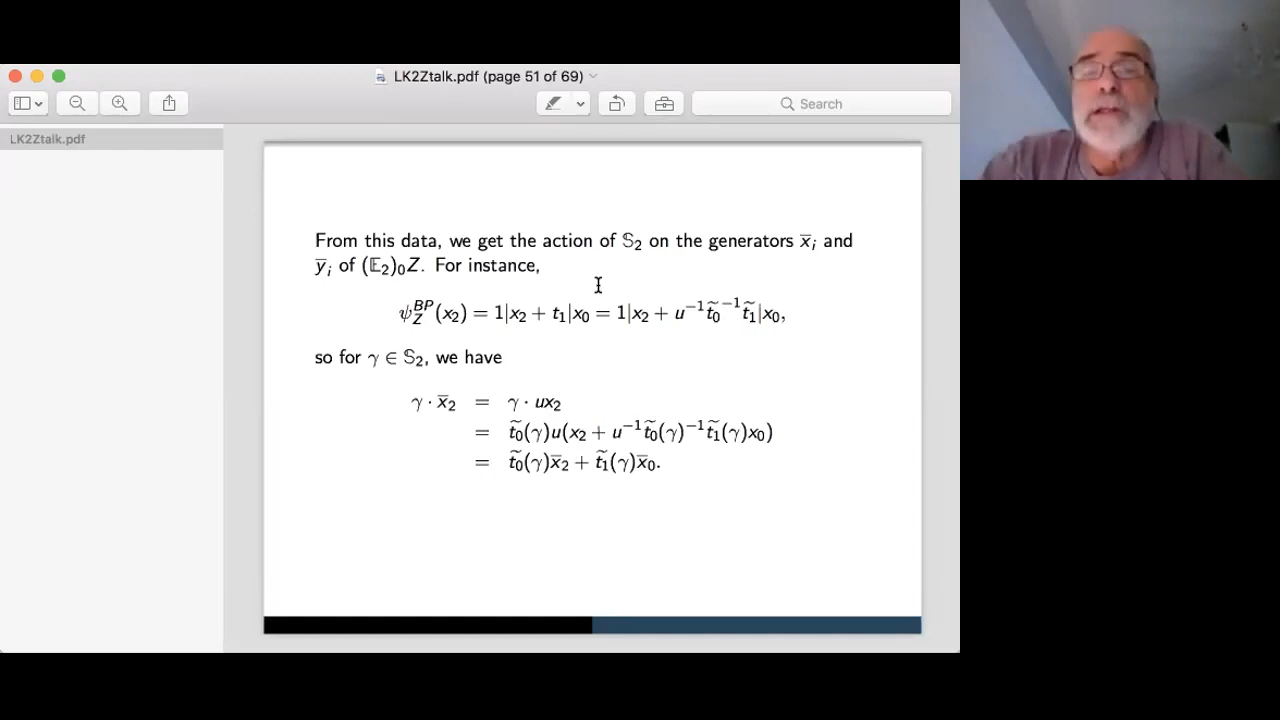 LK2Ztalk.pdf (page 51 of 69)
Search
LK2Ztalk.pdf
From this data, we get the action of 𝕊₂ on the generators x̅ᵢ and
y̅ᵢ of (𝔼₂)₀Z. For instance,
ψ_Z^{BP}(x₂) = 1|x₂ + t₁|x₀ = 1|x₂ + u⁻¹t̃₀⁻¹t̃₁|x₀,
so for γ ∈ 𝕊₂, we have
γ · x̅₂ = γ · ux₂
= t̃₀(γ)u(x₂ + u⁻¹t̃₀(γ)⁻¹t̃₁(γ)x₀)
= t̃₀(γ)x̅₂ + t̃₁(γ)x̅₀.